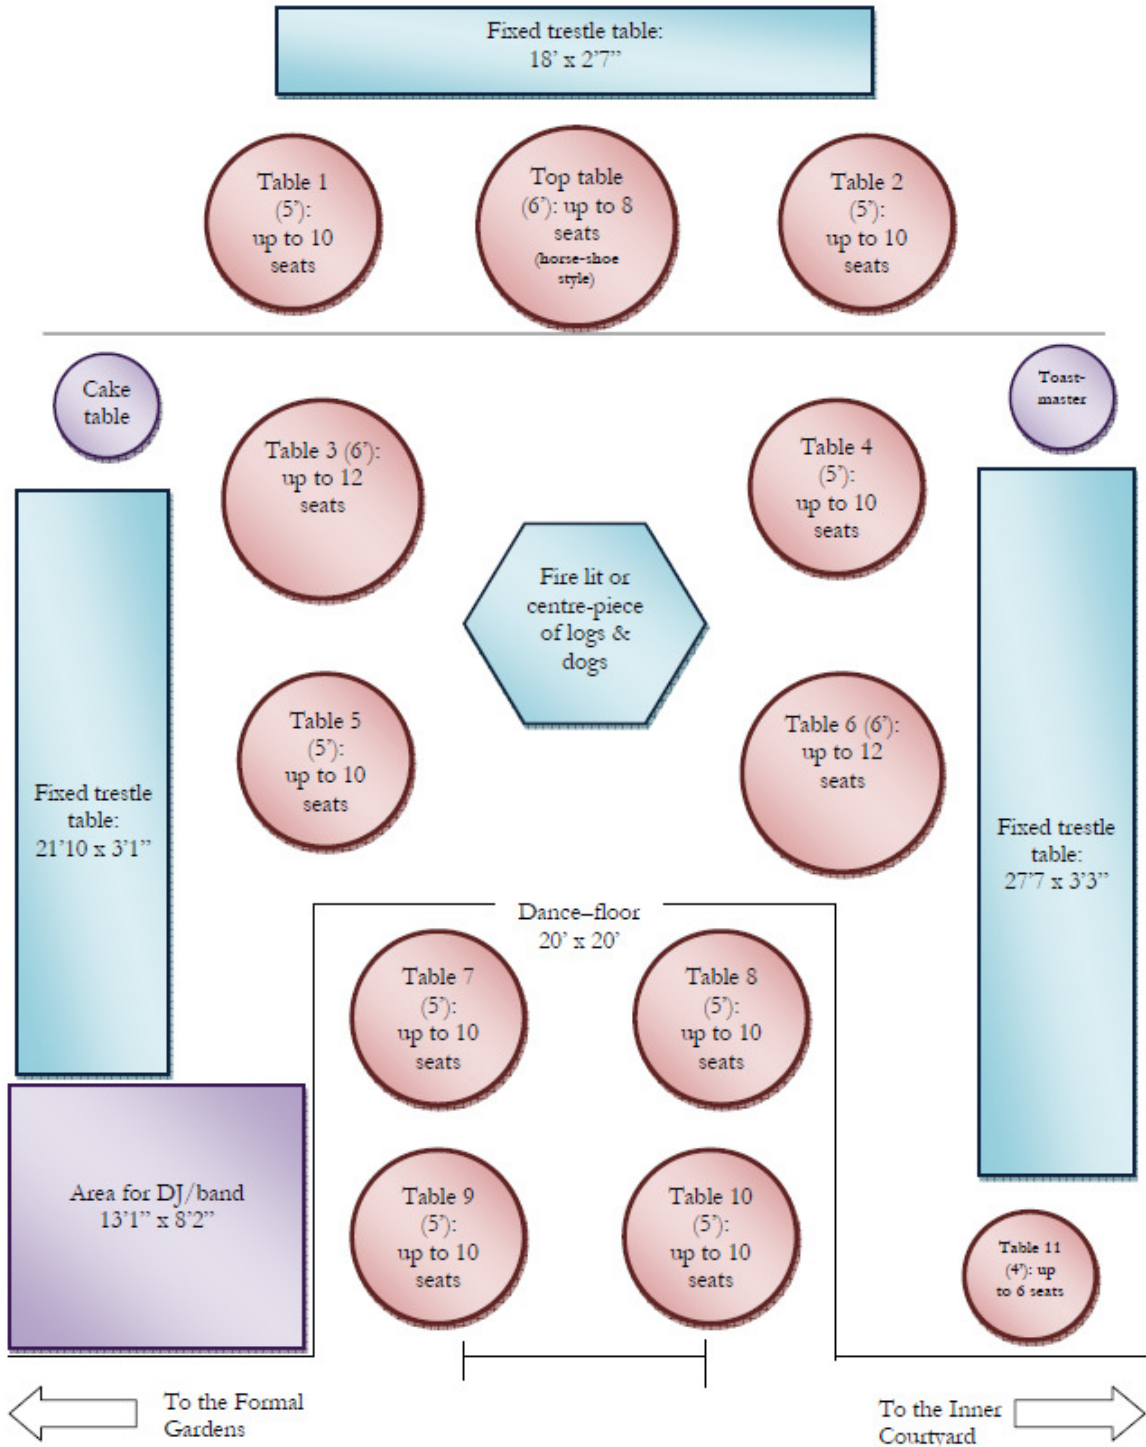 Fixed trestle table:
18’ x 2’7”
Table 1
(5’):
up to 10
seats
Top table
(6’): up to 8
seats
(horse-shoe
style)
Table 2
(5’):
up to 10
seats
Cake
table
Toast-
master
Table 3 (6’):
up to 12
seats
Table 4
(5’):
up to 10
seats
Fire lit or
centre-piece
of logs &
dogs
Table 5
(5’):
up to 10
seats
Table 6 (6’):
up to 12
seats
Fixed trestle
table:
21’10 x 3’1”
Fixed trestle
table:
27’7 x 3’3”
Dance–floor
20’ x 20’
Table 7
(5’):
up to 10
seats
Table 8
(5’):
up to 10
seats
Area for DJ/band
13’1” x 8’2”
Table 9
(5’):
up to 10
seats
Table 10
(5’):
up to 10
seats
Table 11
(4’): up
to 6 seats
To the Formal
Gardens
To the Inner
Courtyard